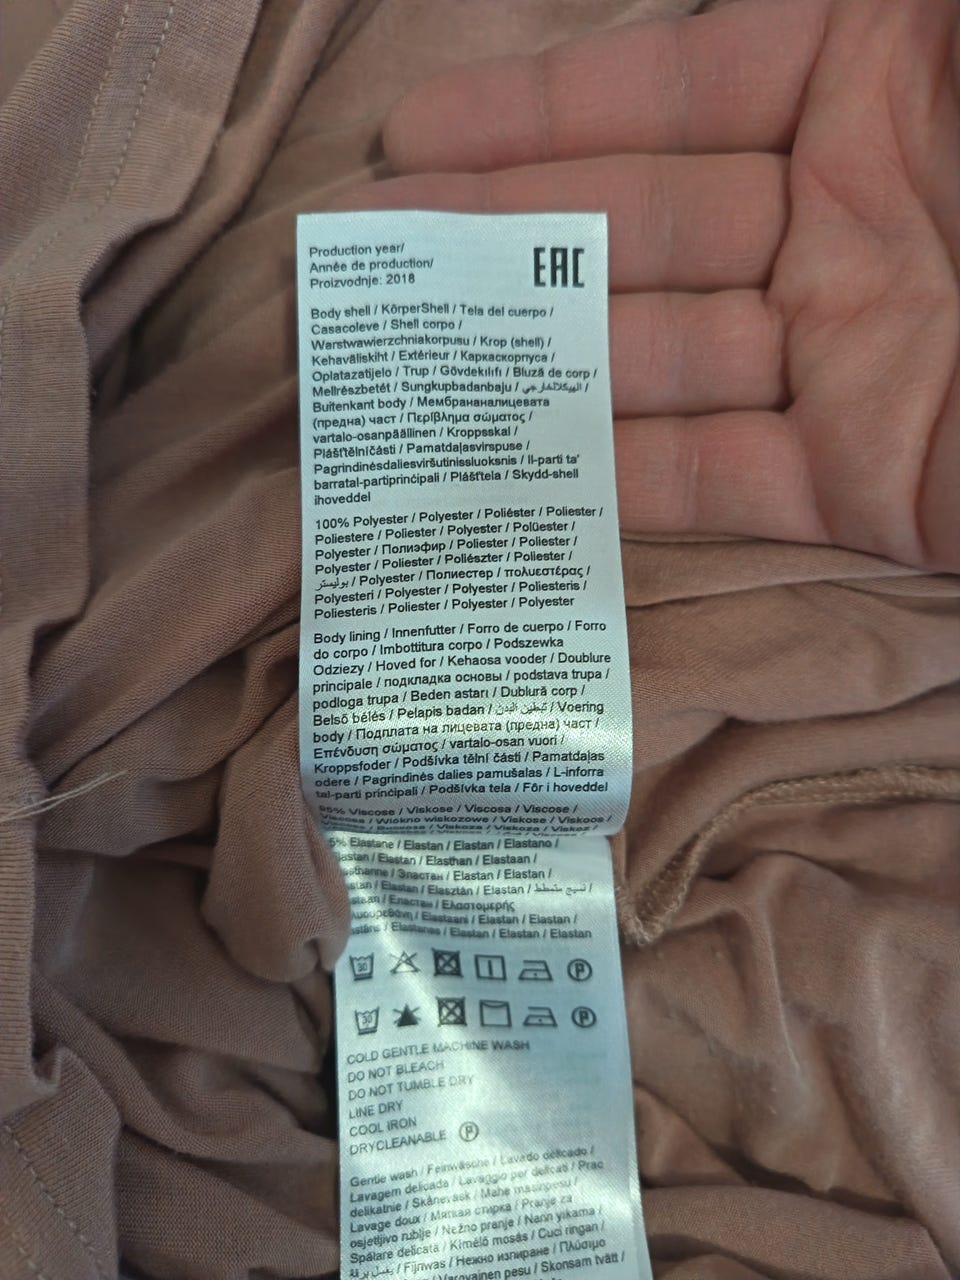 Production year/
Année de production/
Proizvodnje: 2018
EAC
Body shell / KörperShell / Tela del cuerpo /
Casacoleve / Shell corpo /
Warstwawierzchniakorpusu / Krop (shell) /
Kehaväliskiht / Extérieur / Каркаскорпуса /
Oplatazatijelo / Trup / Gövdekılıfı / Bluză de corp /
Mellrészbetét / Sungkupbadanbaju / الهيكلالخارجي /
Buitenkant body / Мембрананалицевата
(предна) част / Περίβλημα σώματος /
vartalo-osanpäällinen / Kroppsskal /
Plášťtělníčásti / Pamatdaļasvirspuse /
Pagrindinėsdaliesviršutinissluoksnis / Il-parti ta'
barratal-partiprinċipali / Plášťtela / Skydd-shell
ihoveddel
100% Polyester / Polyester / Poliéster / Poliester /
Poliestere / Poliester / Polyester / Polüester /
Polyester / Полиэфир / Poliester / Poliester /
Polyester / Poliester / Poliészter / Poliester /
بوليستر / Polyester / Полиестер / πολυεστέρας /
Polyesteri / Polyester / Polyester / Poliesteris /
Poliesteris / Poliester / Polyester / Polyester
Body lining / Innenfutter / Forro de cuerpo / Forro
do corpo / Imbottitura corpo / Podszewka
Odziezy / Hoved for / Kehaosa vooder / Doublure
principale / подкладка основы / podstava trupa /
podloga trupa / Beden astarı / Dublură corp /
Belső bélés / Pelapis badan / تبطين البدن / Voering
body / Подплата на лицевата (предна) част /
Επένδυση σώματος / vartalo-osan vuori /
Kroppsfoder / Podšívka tělní části / Pamatdaļas
odere / Pagrindinės dalies pamušalas / L-inforra
tal-parti prinċipali / Podšívka tela / Fôr i hoveddel
95% Viscose / Viskose / Viscosa / Viscose /
Viscosa / Wlókno wiskozowe / Viskose / Viskoos /
5% Elastane / Elastan / Elastan / Elastano /
/ Elastan / Elasthan / Elastaan /
/ Эластан / Elastan / Elastan /
/ Elastan / Elasztán / Elastan / نسيج متمطط /
/ Еластан / Ελαστομερής
/ Elastaani / Elastan / Elastan /
/ Elastanas / Elastan / Elastan / Elastan
30 P
30 P
COLD GENTLE MACHINE WASH
DO NOT BLEACH
DO NOT TUMBLE DRY
LINE DRY
COOL IRON
DRYCLEANABLE P
Gentle wash / Feinwäsche / Lavado delicado /
Lavagem delicada / Lavaggio per delicati / Prac
delikatnie / Skånevask / Mahe masinpesu /
Lavage doux / Мягкая стирка / Pranje za
osjetljivo rublje / Nežno pranje / Narin yıkama /
Spălare delicată / Kímélő mosás / Cuci ringan /
/ Fijnwas / Нежно изпиране / Πλύσιμο
/ Varovainen pesu / Skonsam tvätt /